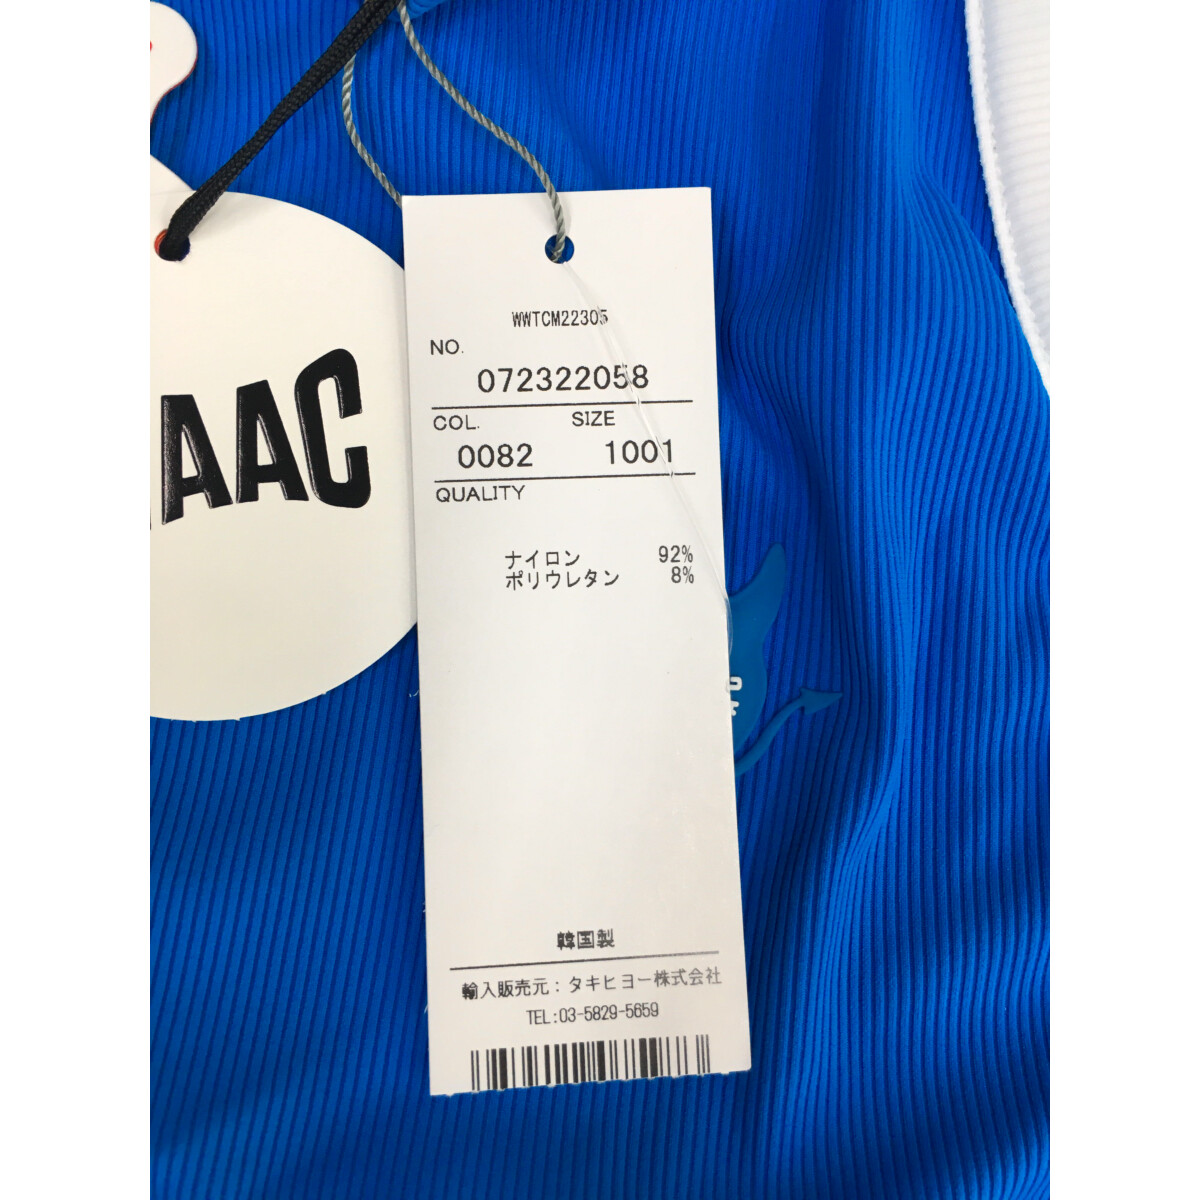 AAC
WWTCM22305
NO.
072322058
COL. SIZE
0082 1001
QUALITY
ナイロン 92%
ポリウレタン 8%
韓国製
輸入販売元：タキヒヨー株式会社
TEL:03-5829-5659